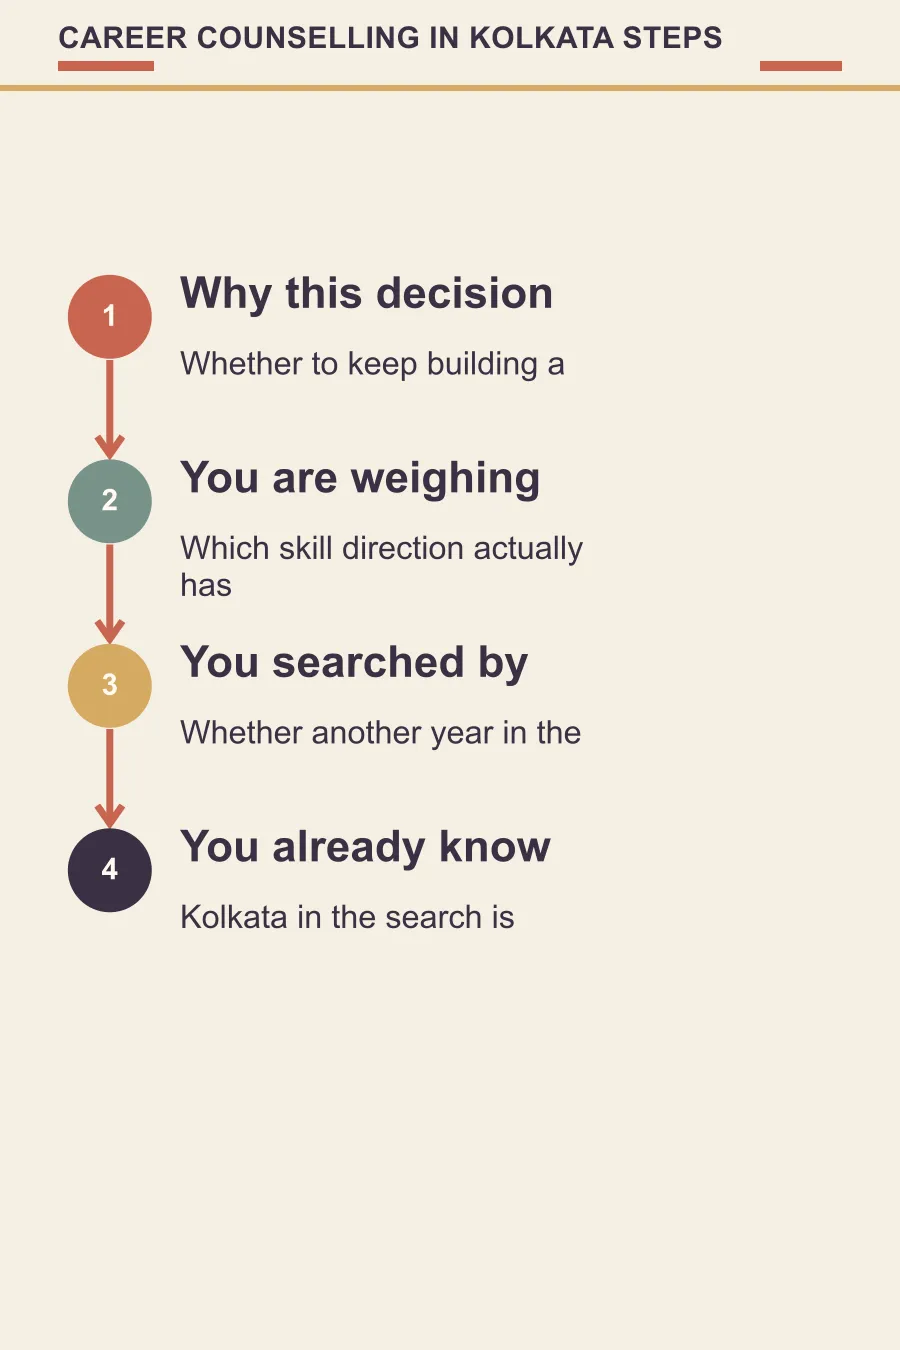 CAREER COUNSELLING IN KOLKATA STEPS
1
Why this decision
Whether to keep building a
2
You are weighing
Which skill direction actually
has
3
You searched by
Whether another year in the
4
You already know
Kolkata in the search is